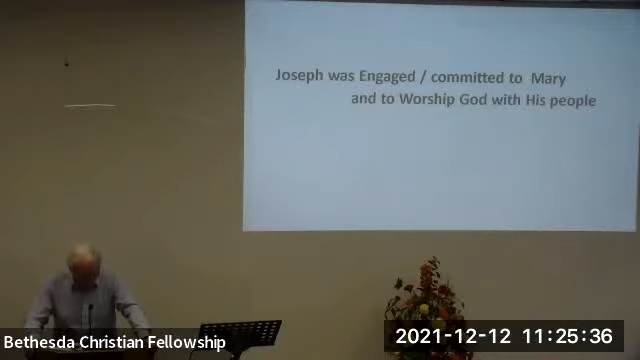 Joseph was Engaged / committed to Mary
and to Worship God with His people
Bethesda Christian Fellowship
2021-12-12 11:25:36